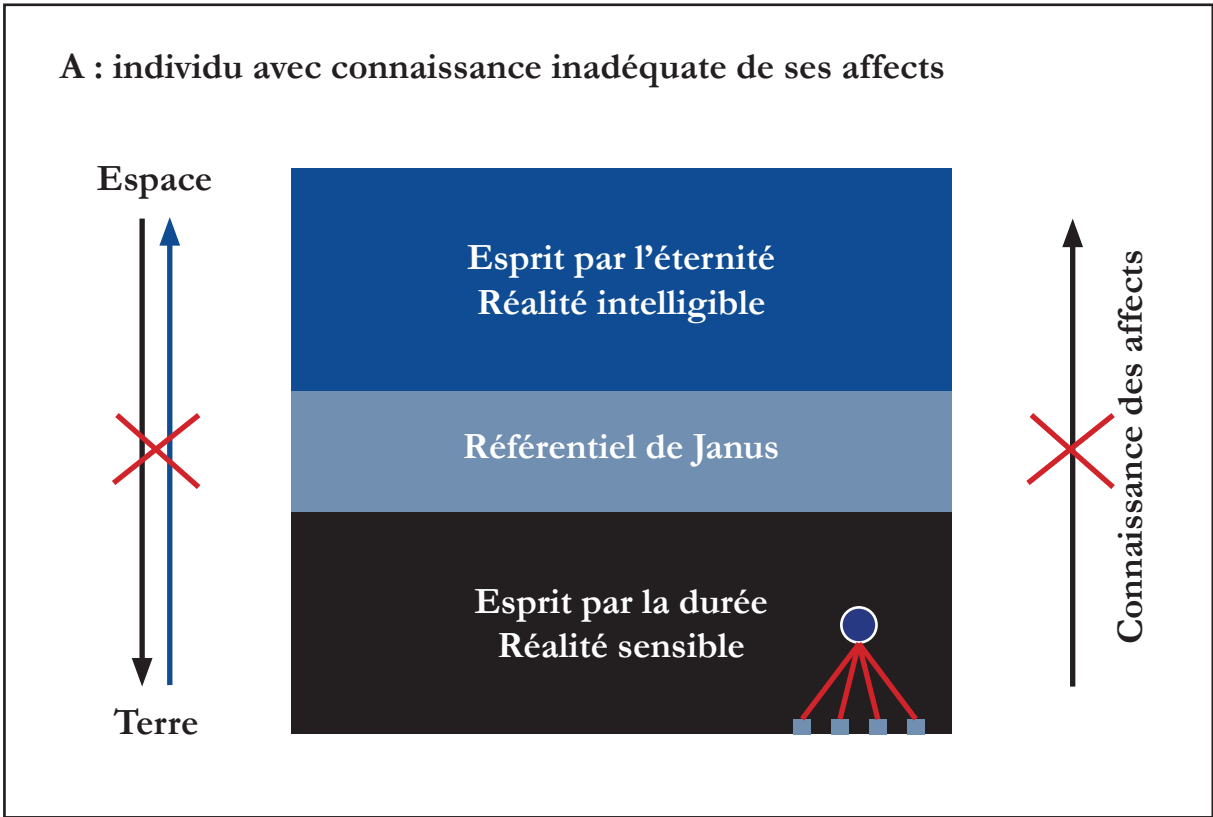 A : individu avec connaissance inadéquate de ses affects
Espace
Esprit par l'éternité
Réalité intelligible
Référentiel de Janus
Connaissance des affects
Esprit par la durée
Réalité sensible
Terre